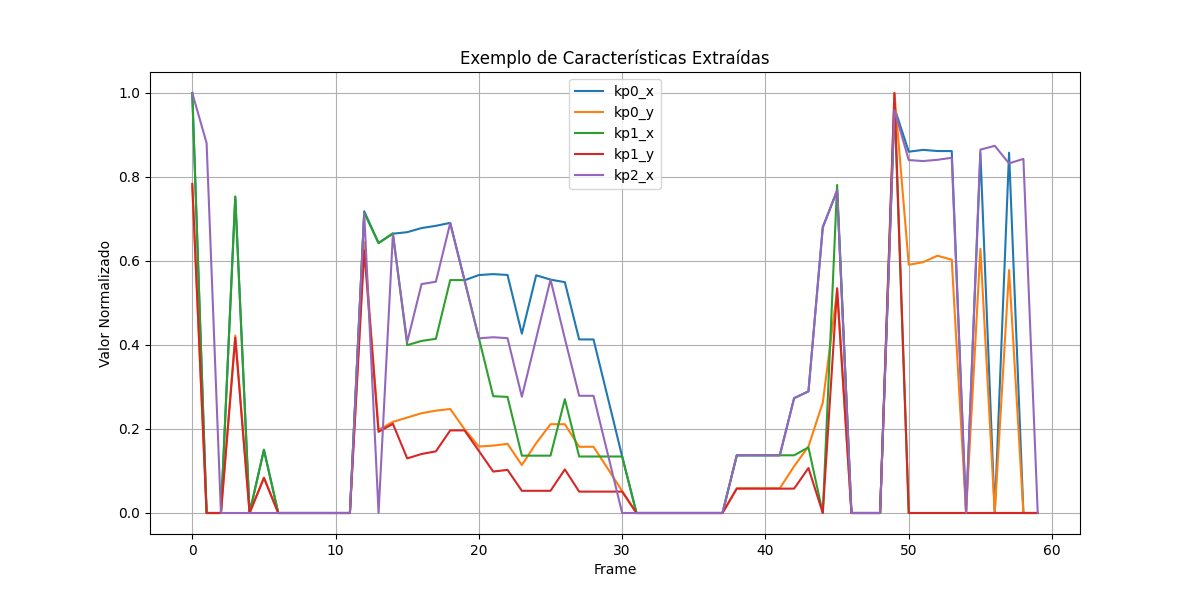 Exemplo de Características Extraídas
Valor Normalizado
1.0
0.8
0.6
0.4
0.2
0.0
kp0_x
kp0_y
kp1_x
kp1_y
kp2_x
0 10 20 30 40 50 60
Frame